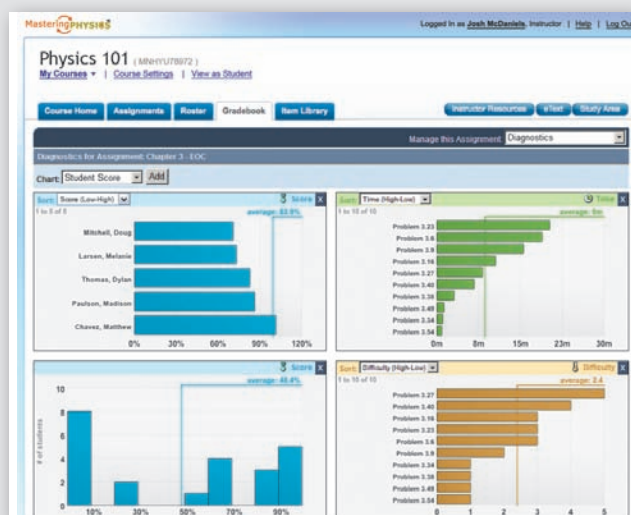 MasteringPHYSICS
Logged In as Josh McDaniels, Instructor | Help | Log Ou
Physics 101 ( MNHYU78972 )
My Courses | Course Settings | View as Student
Course Home Assignments Roster Gradebook Item Library
Instructor Resources eText Study Area
Manage this Assignment: Diagnostics
Diagnostics for Assignment: Chapter 3 - EOC
Chart: Student Score Add
Sort: Score (Low-High) Score X
1 to 5 of 5
average: 83.9%
Mitchell, Doug
Larsen, Melanie
Thomas, Dylan
Paulson, Madison
Chavez, Matthew
0% 30% 60% 90% 120%
Sort: Time (High-Low) Time X
1 to 10 of 10
average: 9m
Problem 3.23
Problem 3.6
Problem 3.9
Problem 3.16
Problem 3.27
Problem 3.40
Problem 3.38
Problem 3.49
Problem 3.34
Problem 3.54
0m 8m 15m 23m 30m
Score X
average: 48.4%
# of students
10
8
6
4
2
0
10% 30% 50% 70% 90%
Sort: Difficulty (High-Low) Difficulty X
1 to 10 of 10
average: 2.4
Problem 3.27
Problem 3.40
Problem 3.16
Problem 3.23
Problem 3.6
Problem 3.9
Problem 3.34
Problem 3.38
Problem 3.49
Problem 3.54
0 1 2 3 4 5